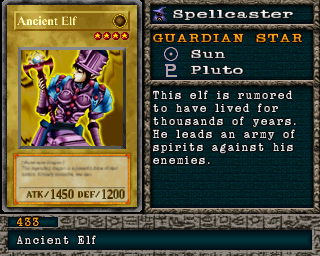 Ancient Elf
ATK/1450 DEF/1200
Spellcaster
GUARDIAN STAR
Sun
Pluto
This elf is rumored
to have lived for
thousands of years.
He leads an army of
spirits against his
enemies.
433
Ancient Elf